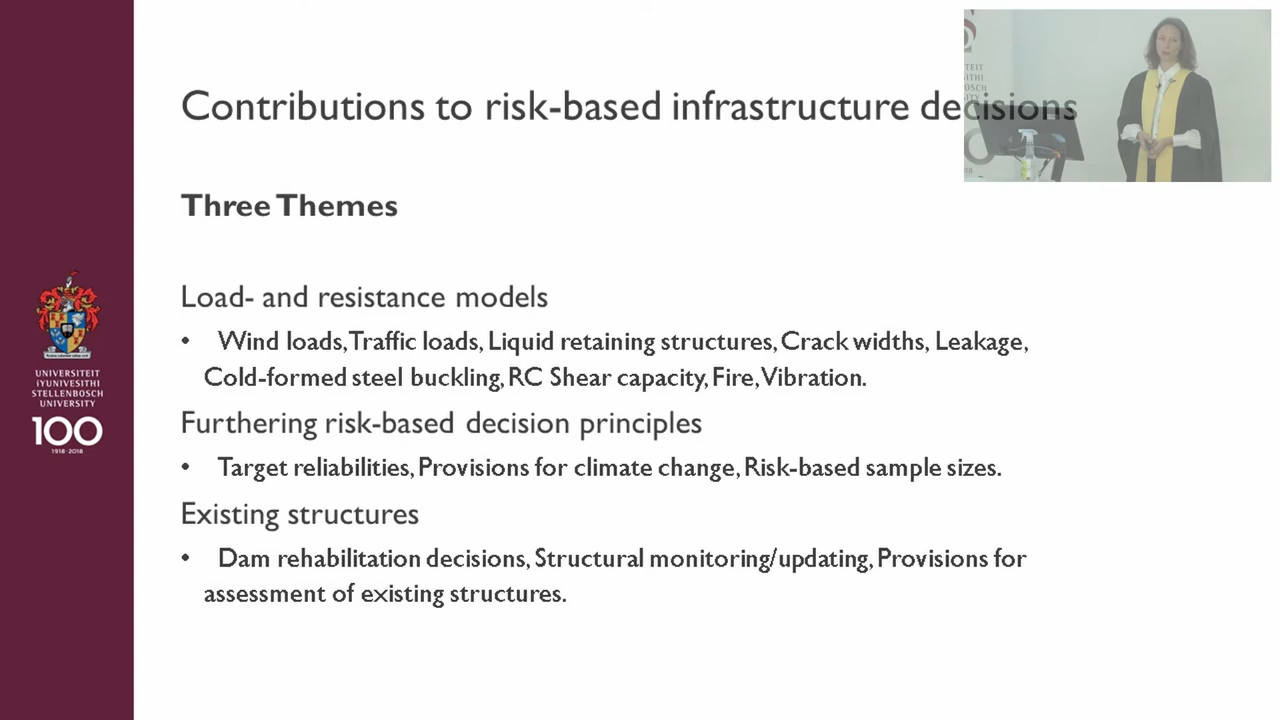 Contributions to risk-based infrastructure decisions
Three Themes
Load- and resistance models
• Wind loads, Traffic loads, Liquid retaining structures, Crack widths, Leakage,
Cold-formed steel buckling, RC Shear capacity, Fire, Vibration.
Furthering risk-based decision principles
• Target reliabilities, Provisions for climate change, Risk-based sample sizes.
Existing structures
• Dam rehabilitation decisions, Structural monitoring/updating, Provisions for
assessment of existing structures.
UNIVERSITEIT
iYUNIVESITHI
STELLENBOSCH
UNIVERSITY
100
1918·2018